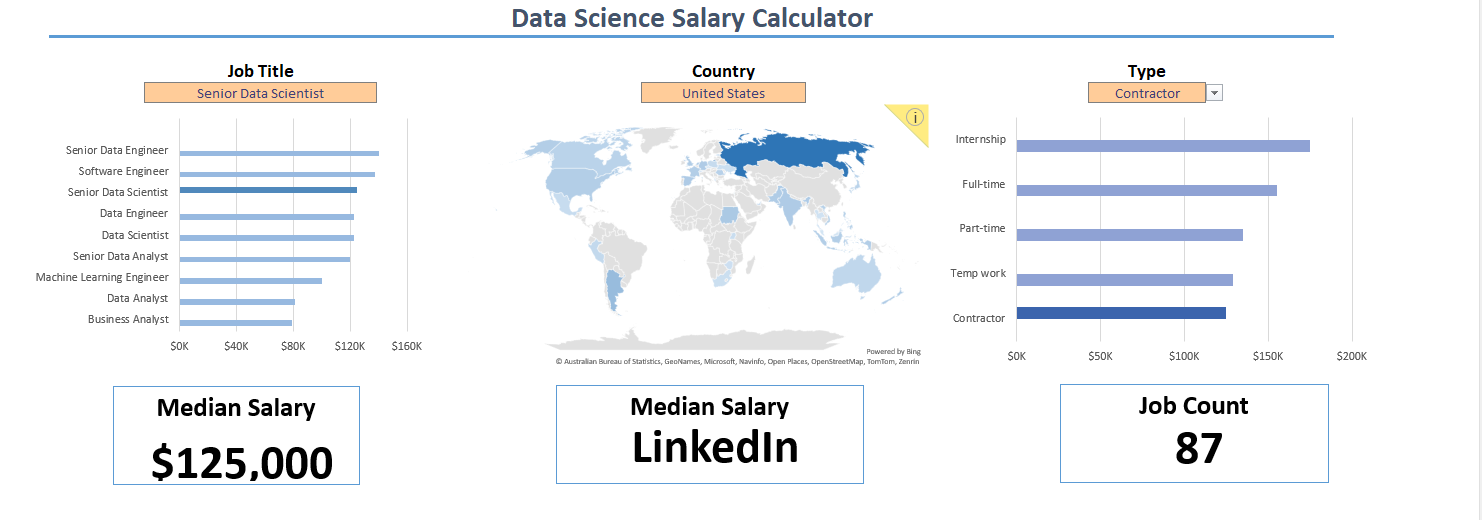 Data Science Salary Calculator
Job Title
Senior Data Scientist
Senior Data Engineer
Software Engineer
Senior Data Scientist
Data Engineer
Data Scientist
Senior Data Analyst
Machine Learning Engineer
Data Analyst
Business Analyst
$0K $40K $80K $120K $160K
Country
United States
i
Powered by Bing
© Australian Bureau of Statistics, GeoNames, Microsoft, Navinfo, Open Places, OpenStreetMap, TomTom, Zenrin
Type
Contractor
Internship
Full-time
Part-time
Temp work
Contractor
$0K $50K $100K $150K $200K
Median Salary
$125,000
Median Salary
LinkedIn
Job Count
87